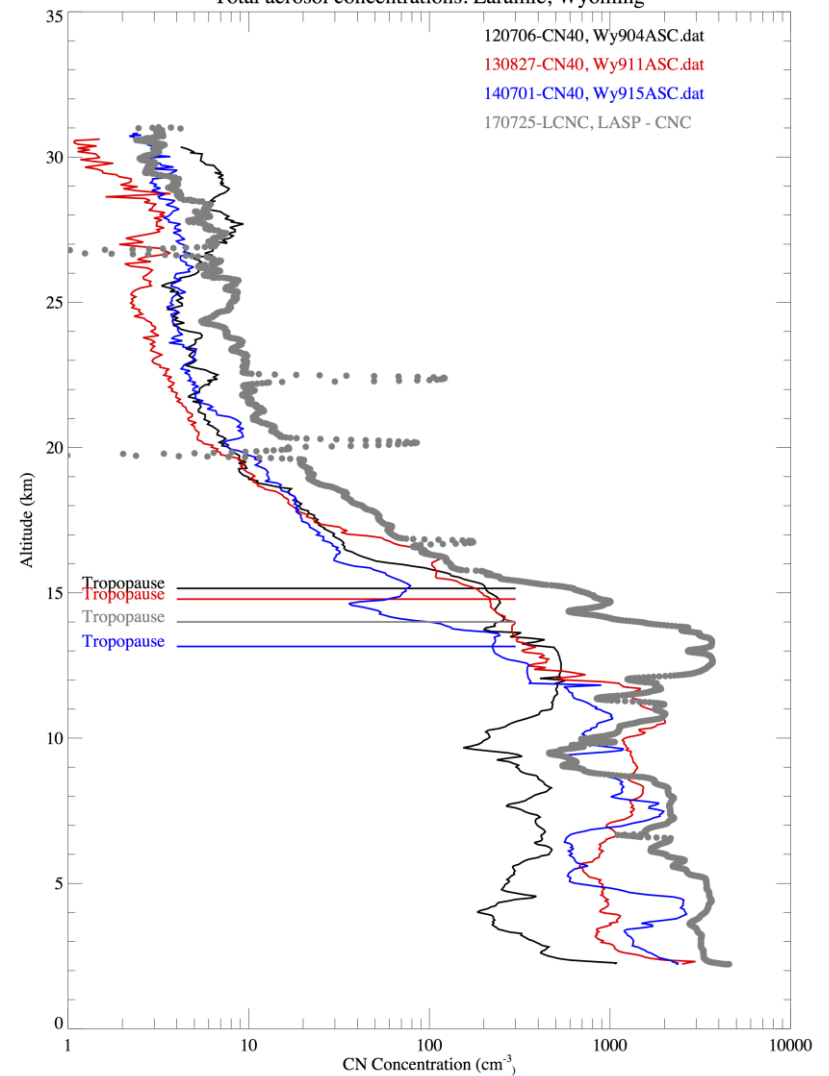 Total aerosol concentrations: Laramie, Wyoming
120706-CN40, Wy904ASC.dat
130827-CN40, Wy911ASC.dat
140701-CN40, Wy915ASC.dat
170725-LCNC, LASP - CNC
35
30
25
20
15
10
5
0
Altitude (km)
Tropopause
Tropopause
Tropopause
Tropopause
1 10 100 1000 10000
CN Concentration (cm-3)